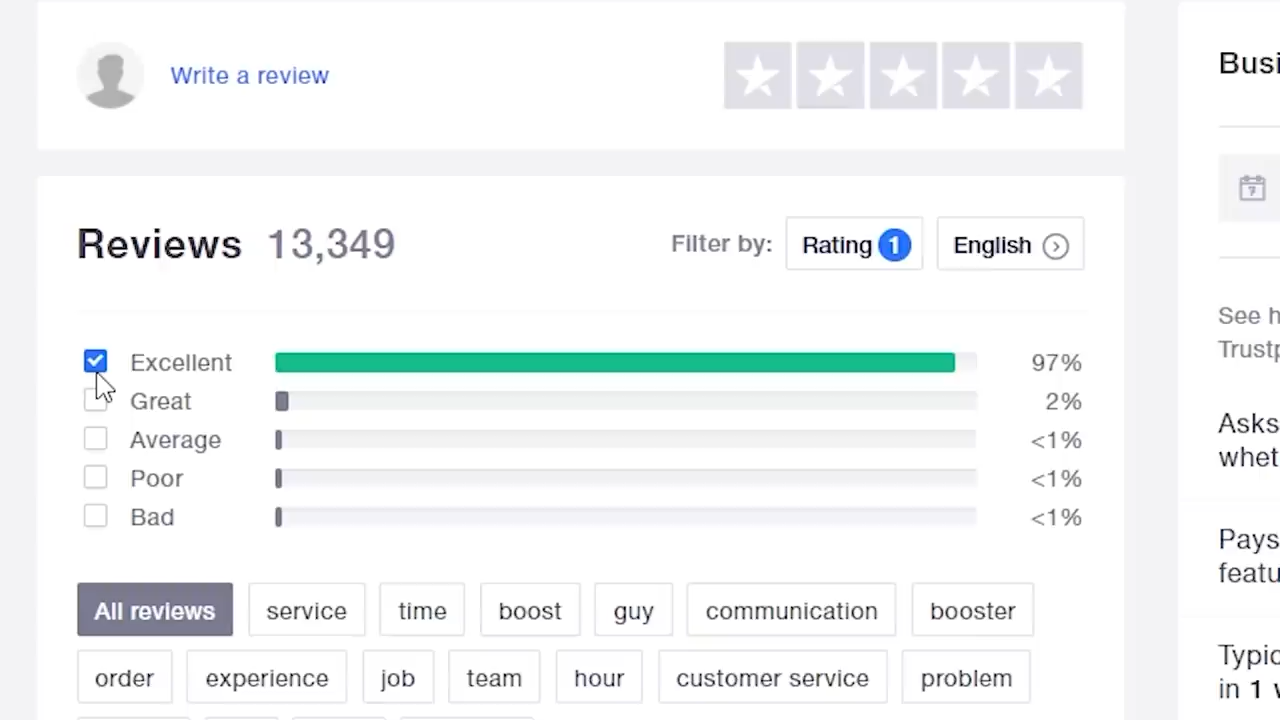 Write a review
Busi
Reviews 13,349
Filter by: Rating 1 English
7
See h
Trustp
Excellent 97%
Great 2%
Average <1%
Poor <1%
Bad <1%
Asks
whet
Pays
featu
All reviews service time boost guy communication booster
order experience job team hour customer service problem
Typic
in 1 w